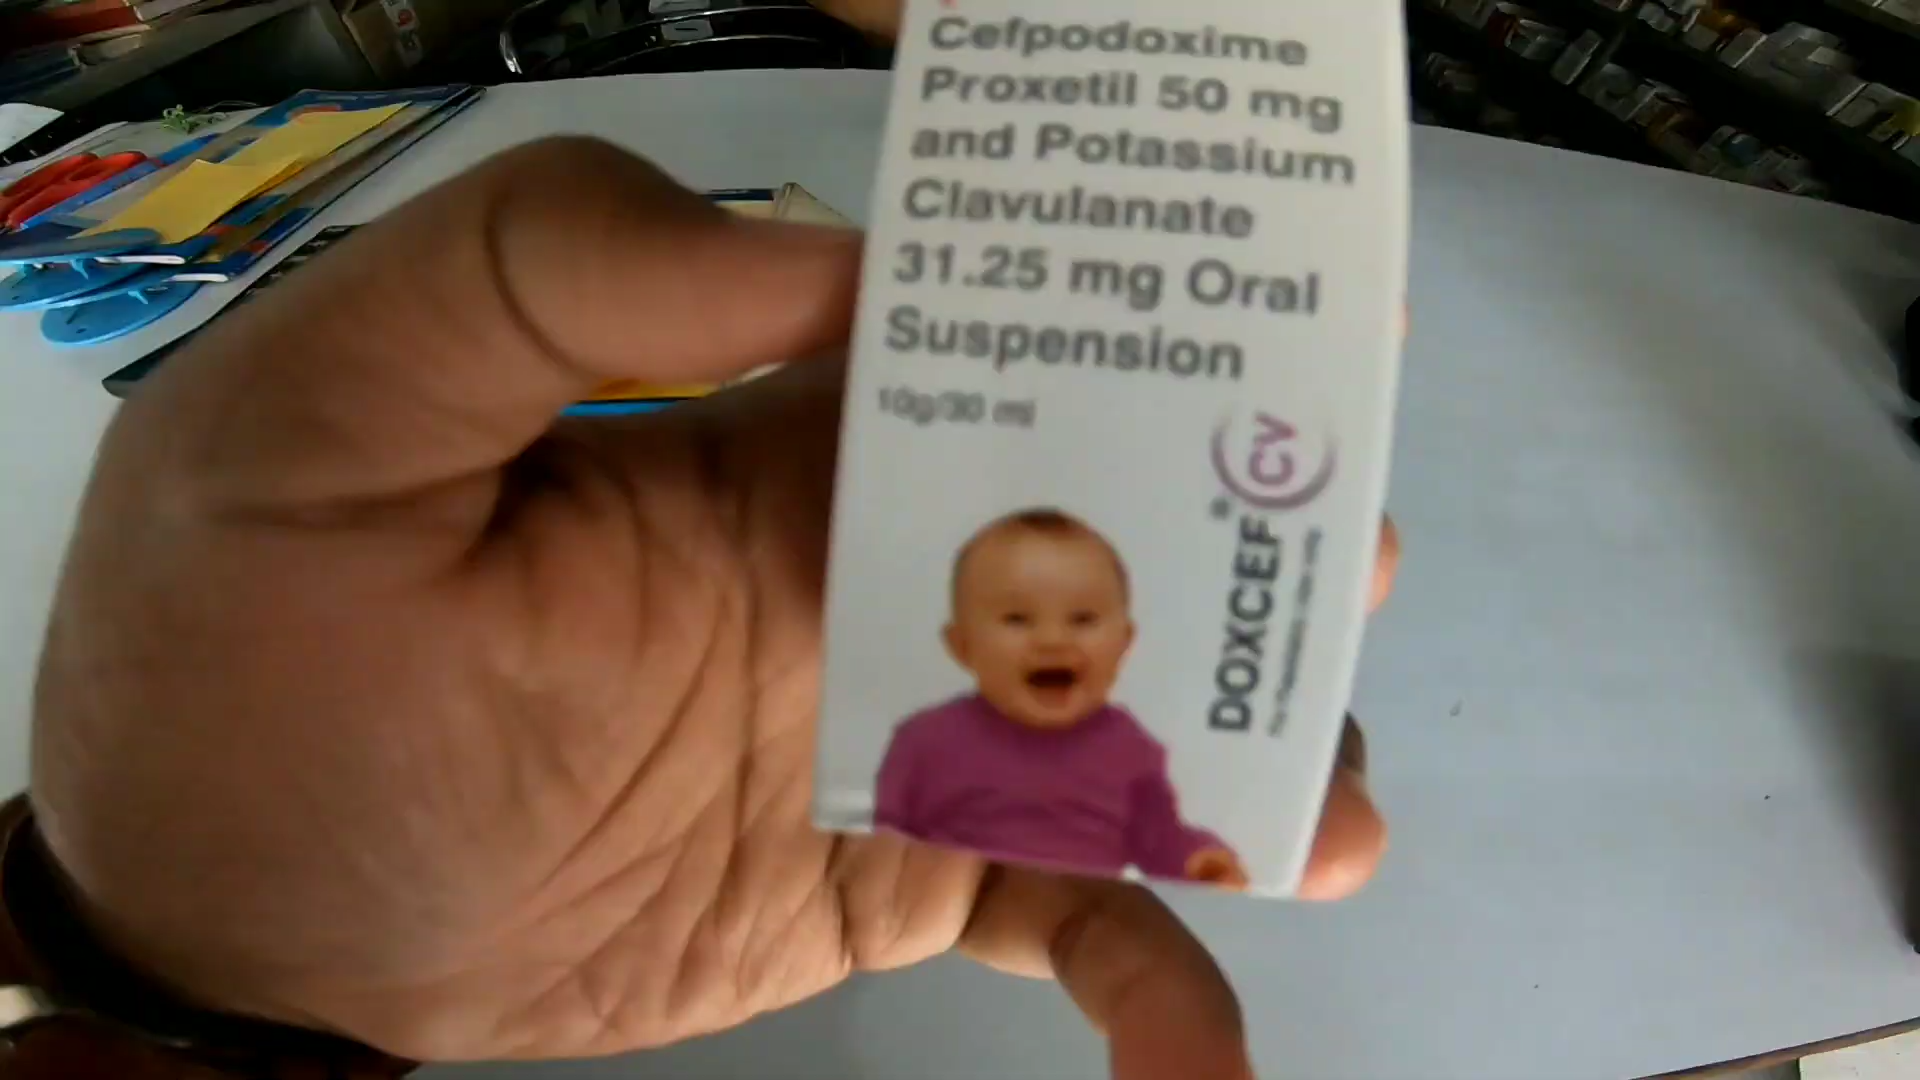 Cefpodoxime
Proxetil 50 mg
and Potassium
Clavulanate
31.25 mg Oral
Suspension
10g/30 ml
DOXCEF® CV